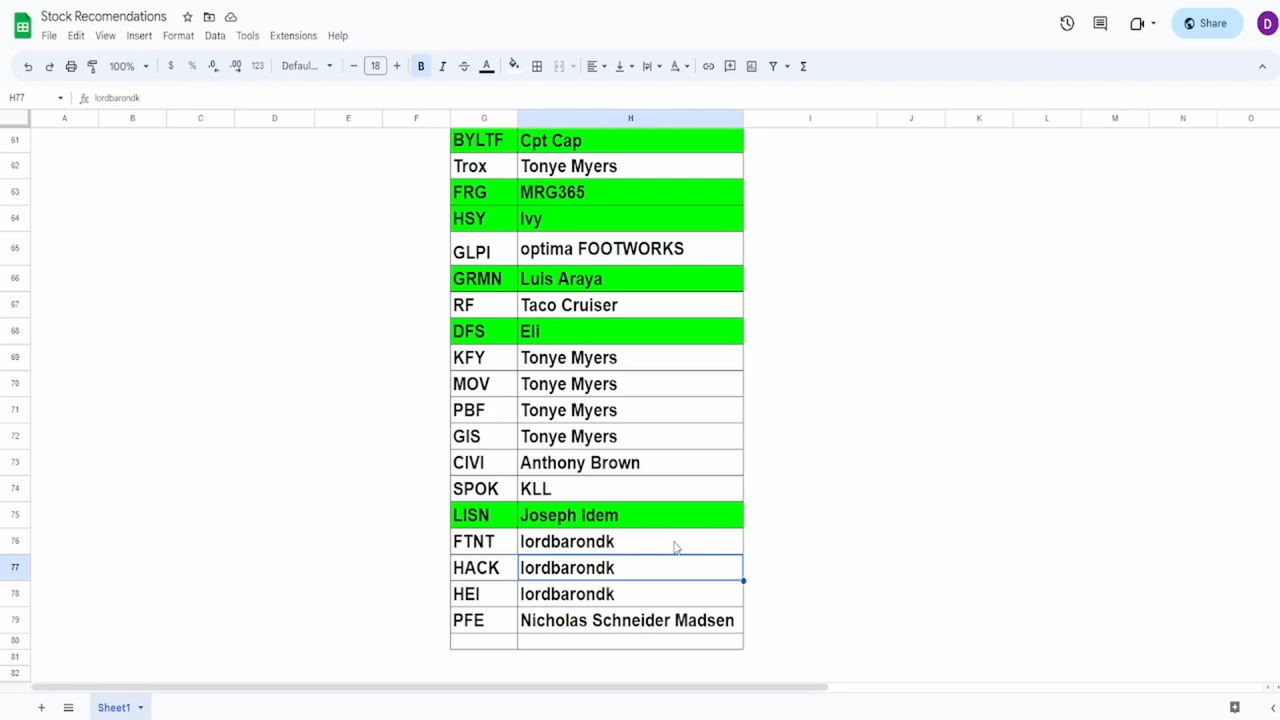 Stock Recomendations
File Edit View Insert Format Data Tools Extensions Help
Share
D
100% $ % .0 .00 123 Defaul... − 18 + B I A
H77 fx lordbarondk
A B C D E F G H I J K L M N O
61 BYLTF Cpt Cap
62 Trox Tonye Myers
63 FRG MRG365
64 HSY Ivy
65 GLPI optima FOOTWORKS
66 GRMN Luis Araya
67 RF Taco Cruiser
68 DFS Eli
69 KFY Tonye Myers
70 MOV Tonye Myers
71 PBF Tonye Myers
72 GIS Tonye Myers
73 CIVI Anthony Brown
74 SPOK KLL
75 LISN Joseph Idem
76 FTNT lordbarondk
77 HACK lordbarondk
78 HEI lordbarondk
79 PFE Nicholas Schneider Madsen
80
81
82
Sheet1